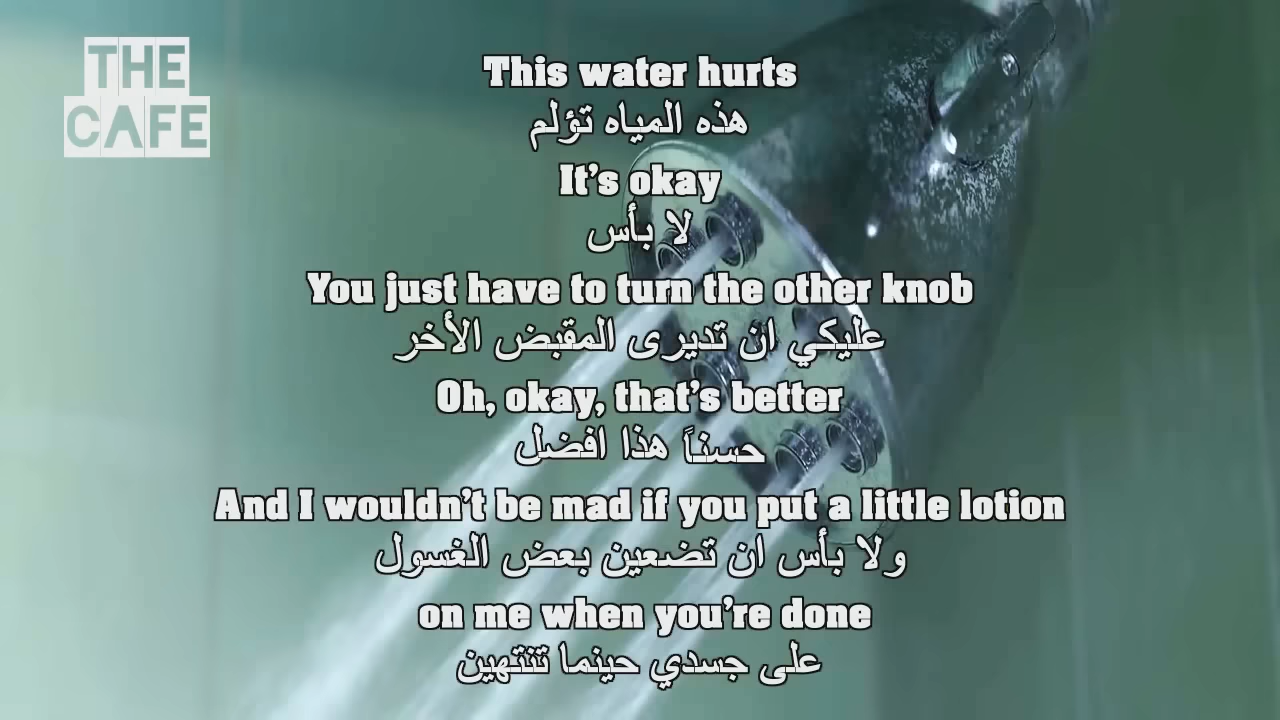 THE
CAFE
This water hurts
هذه المياه تؤلم
It's okay
لا بأس
You just have to turn the other knob
عليكي ان تديرى المقبض الأخر
Oh, okay, that's better
حسناً هذا افضل
And I wouldn't be mad if you put a little lotion
ولا بأس ان تضعين بعض الغسول
on me when you're done
على جسدي حينما تنتهين